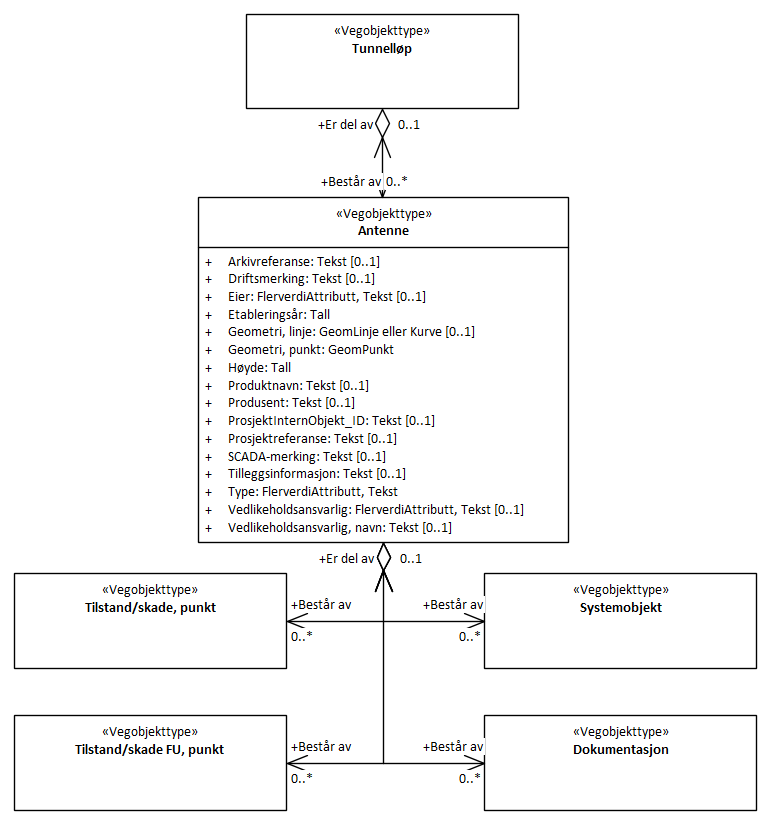 «Vegobjekttype»
Tunnelløp
+Er del av 0..1
+Består av 0..*
«Vegobjekttype»
Antenne
+ Arkivreferanse: Tekst [0..1]
+ Driftsmerking: Tekst [0..1]
+ Eier: FlerverdiAttributt, Tekst [0..1]
+ Etableringsår: Tall
+ Geometri, linje: GeomLinje eller Kurve [0..1]
+ Geometri, punkt: GeomPunkt
+ Høyde: Tall
+ Produktnavn: Tekst [0..1]
+ Produsent: Tekst [0..1]
+ ProsjektInternObjekt_ID: Tekst [0..1]
+ Prosjektreferanse: Tekst [0..1]
+ SCADA-merking: Tekst [0..1]
+ Tilleggsinformasjon: Tekst [0..1]
+ Type: FlerverdiAttributt, Tekst
+ Vedlikeholdsansvarlig: FlerverdiAttributt, Tekst [0..1]
+ Vedlikeholdsansvarlig, navn: Tekst [0..1]
+Er del av 0..1
«Vegobjekttype»
Tilstand/skade, punkt
+Består av
0..*
+Består av
0..*
«Vegobjekttype»
Systemobjekt
«Vegobjekttype»
Tilstand/skade FU, punkt
+Består av
0..*
+Består av
0..*
«Vegobjekttype»
Dokumentasjon